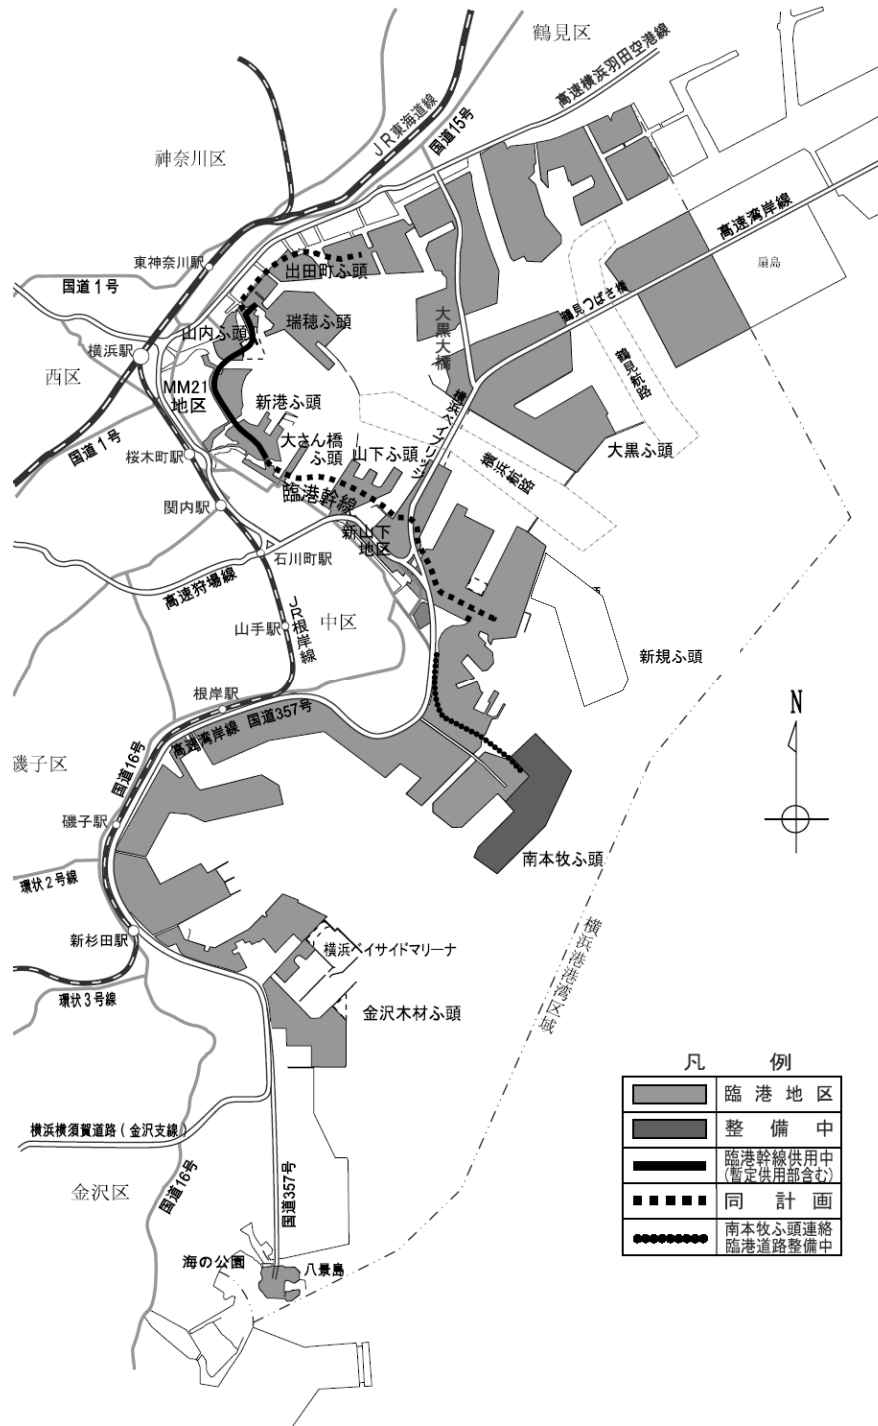 鶴見区
高速横浜羽田空港線
JR東海道線
国道15号
神奈川区
高速湾岸線
東神奈川駅
国道1号
出田町ふ頭
扇島
鶴見つばさ橋
瑞穂ふ頭
山内ふ頭
大黒大橋
横浜駅
西区
鶴見航路
MM21
地区
新港ふ頭
横浜ベイブリッジ
国道1号
大さん橋
ふ頭
山下ふ頭
大黒ふ頭
桜木町駅
横浜航路
臨港幹線
関内駅
新山下
地区
石川町駅
高速狩場線
JR根岸線
山手駅
中区
新規ふ頭
根岸駅
高速湾岸線 国道357号
N
国道16号
磯子区
磯子駅
南本牧ふ頭
環状2号線
新杉田駅
横浜ベイサイドマリーナ
横浜港港湾区域
環状3号線
金沢木材ふ頭
凡 例
臨港地区
整備中
臨港幹線供用中
(暫定供用部含む)
同計画
南本牧ふ頭連絡
臨港道路整備中
横浜横須賀道路(金沢支線)
国道16号
国道357号
金沢区
海の公園
八景島